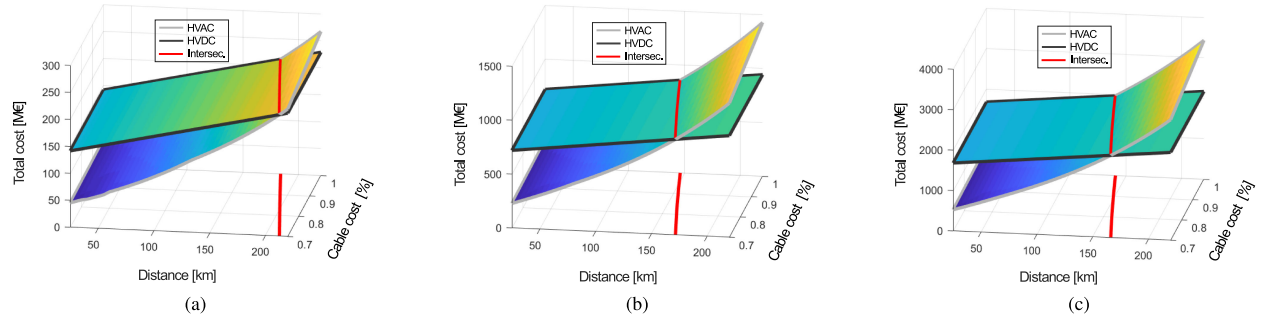 HVAC
HVDC
Intersec.
Total cost [M€]
300
250
200
150
100
50
0
50
100
150
200
Distance [km]
0.7
0.8
0.9
1
Cable cost [%]
(a)
HVAC
HVDC
Intersec.
Total cost [M€]
1500
1000
500
0
50
100
150
200
Distance [km]
0.7
0.8
0.9
1
Cable cost [%]
(b)
HVAC
HVDC
Intersec.
Total cost [M€]
4000
3000
2000
1000
0
50
100
150
200
Distance [km]
0.7
0.8
0.9
1
Cable cost [%]
(c)